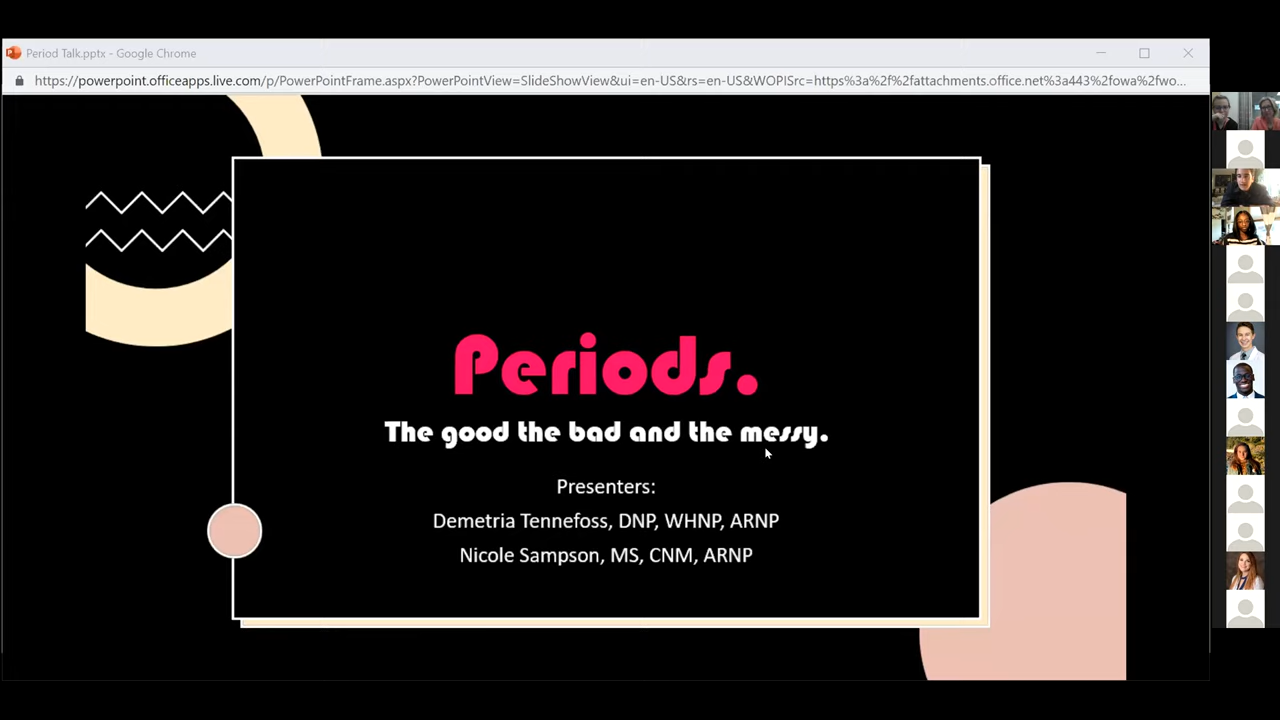 Period Talk.pptx - Google Chrome
https://powerpoint.officeapps.live.com/p/PowerPointFrame.aspx?PowerPointView=SlideShowView&ui=en-US&rs=en-US&WOPISrc=https%3a%2f%2fattachments.office.net%3a443%2fowa%2fwo...
Periods.
The good the bad and the messy.
Presenters:
Demetria Tennefoss, DNP, WHNP, ARNP
Nicole Sampson, MS, CNM, ARNP